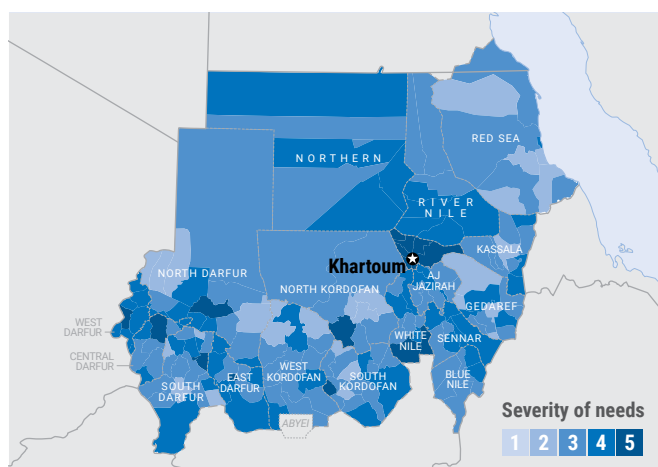 RED SEA
NORTHERN
RIVER
NILE
KASSALA
Khartoum
AJ
JAZIRAH
NORTH DARFUR
NORTH KORDOFAN
GEDAREF
WEST
DARFUR
WHITE
NILE
SENNAR
CENTRAL
DARFUR
WEST
KORDOFAN
SOUTH
KORDOFAN
EAST
DARFUR
BLUE
NILE
SOUTH
DARFUR
ABYEI
Severity of needs
1 2 3 4 5